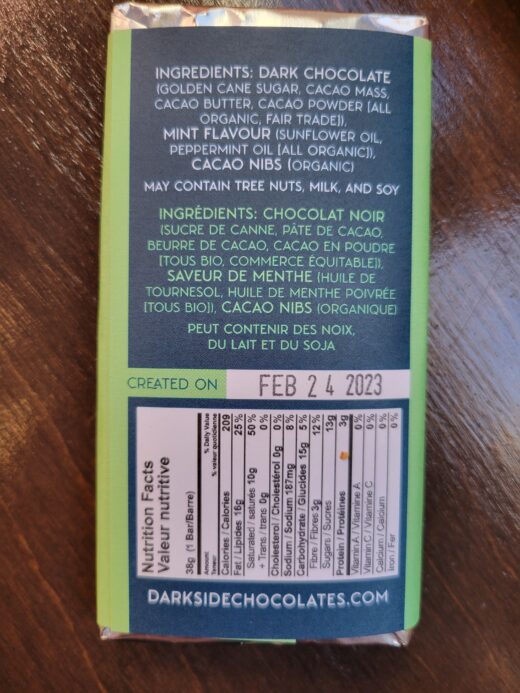 INGREDIENTS: DARK CHOCOLATE
(GOLDEN CANE SUGAR, CACAO MASS,
CACAO BUTTER, CACAO POWDER [ALL
ORGANIC, FAIR TRADE]),
MINT FLAVOUR (SUNFLOWER OIL,
PEPPERMINT OIL [ALL ORGANIC]),
CACAO NIBS (ORGANIC)
MAY CONTAIN TREE NUTS, MILK, AND SOY
INGRÉDIENTS: CHOCOLAT NOIR
(SUCRE DE CANNE, PÂTE DE CACAO,
BEURRE DE CACAO, CACAO EN POUDRE
[TOUS BIO, COMMERCE ÉQUITABLE]),
SAVEUR DE MENTHE (HUILE DE
TOURNESOL, HUILE DE MENTHE POIVRÉE
[TOUS BIO]), CACAO NIBS (ORGANIQUE)
PEUT CONTENIR DES NOIX,
DU LAIT ET DU SOJA
CREATED ON FEB 24 2023
Nutrition Facts
Valeur nutritive
38g (1 Bar/Barre)
Amount % Daily Value
Teneur % valeur quotidienne
Calories / Calories 209
Fat / Lipides 16g 25%
Saturated / saturés 10g 50%
+ Trans / trans 0g 0%
Cholesterol / Cholestérol 0g 0%
Sodium / Sodium 187mg 8%
Carbohydrate / Glucides 15g 5%
Fibre / Fibres 3g 12%
Sugars / Sucres 13g
Protein / Protéines 3g
Vitamin A / Vitamine A 0%
Vitamin C / Vitamine C 0%
Calcium / Calcium 0%
Iron / Fer 0%
DARKSIDECHOCOLATES.COM